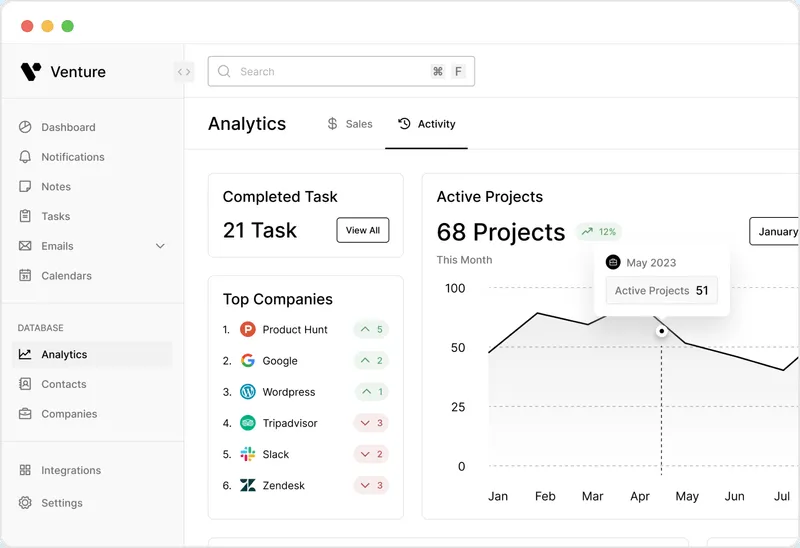 Venture
Search ⌘ F
Dashboard
Notifications
Notes
Tasks
Emails
Calendars
DATABASE
Analytics
Contacts
Companies
Integrations
Settings
Analytics
$ Sales
Activity
Completed Task
21 Task
View All
Top Companies
1. Product Hunt 5
2. Google 2
3. Wordpress 1
4. Tripadvisor 3
5. Slack 2
6. Zendesk 3
Active Projects
68 Projects 12%
January
This Month
May 2023
Active Projects 51
100
50
25
0
Jan Feb Mar Apr May Jun Jul